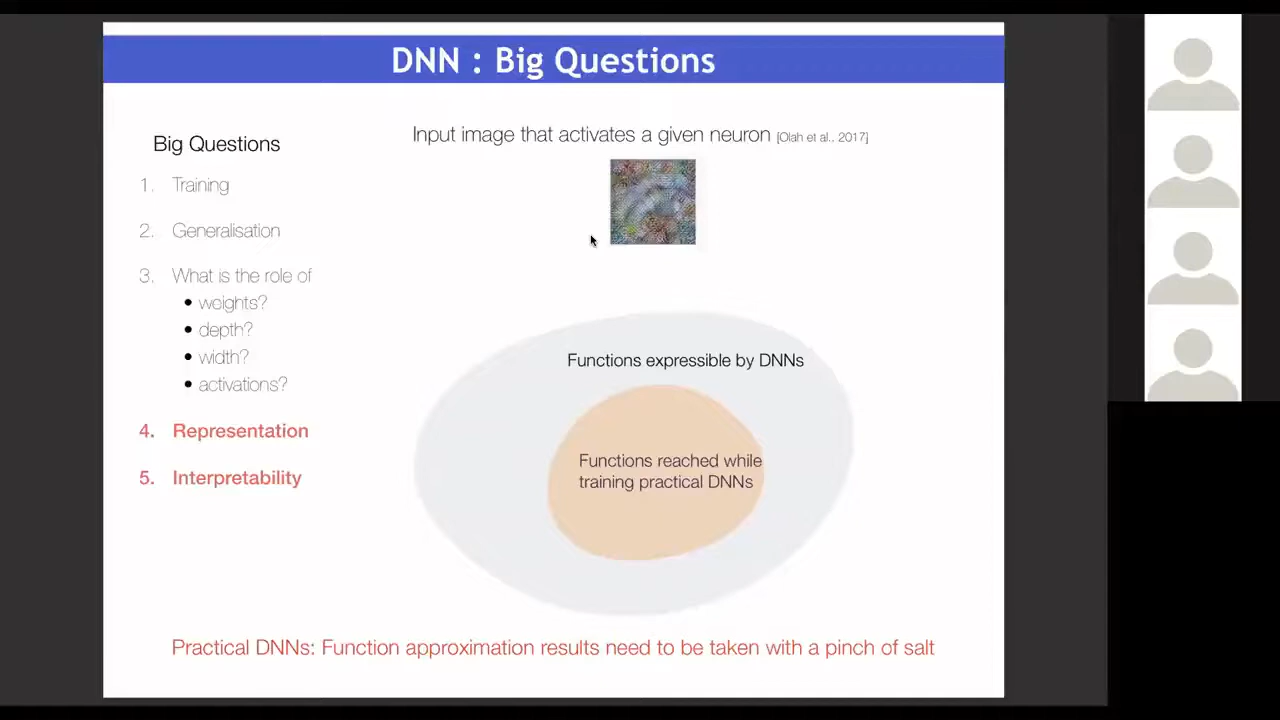 DNN : Big Questions
Big Questions
1. Training
2. Generalisation
3. What is the role of
• weights?
• depth?
• width?
• activations?
4. Representation
5. Interpretability
Input image that activates a given neuron [Olah et al., 2017]
Functions expressible by DNNs
Functions reached while
training practical DNNs
Practical DNNs: Function approximation results need to be taken with a pinch of salt